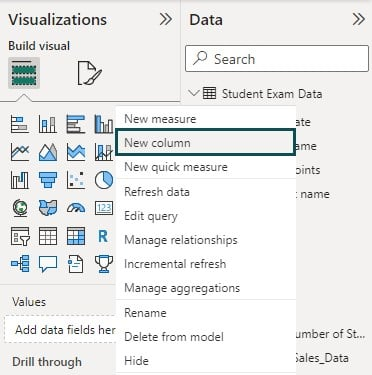 Visualizations
Data
Build visual
Search
Student Exam Data
New measure
New column
New quick measure
Refresh data
Edit query
Manage relationships
Incremental refresh
Manage aggregations
Rename
Delete from model
Hide
ate
ame
oints
t name
123
R
Py
Values
Add data fields her
Drill through
umber of St...
Sales_Data